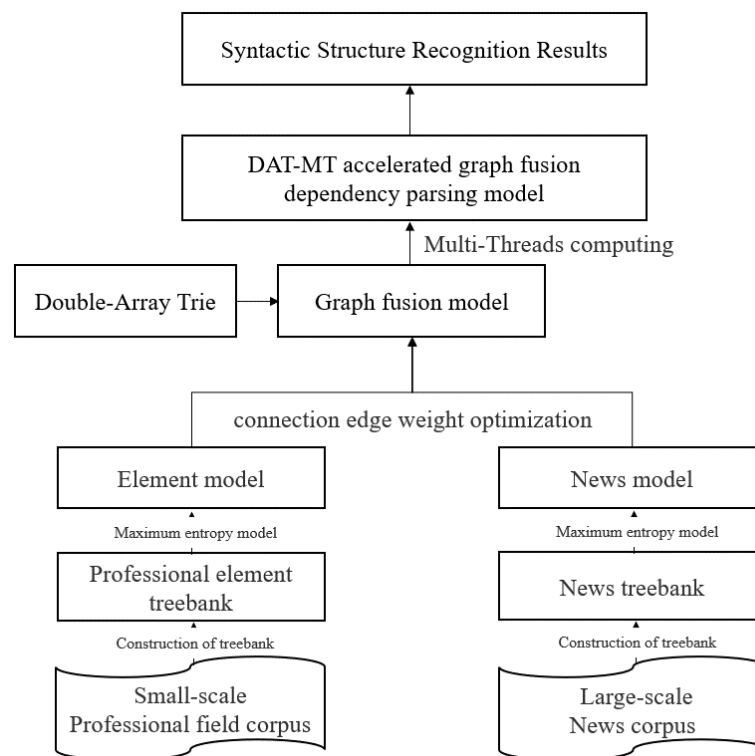 Syntactic Structure Recognition Results
DAT-MT accelerated graph fusion
dependency parsing model
Multi-Threads computing
Double-Array Trie
Graph fusion model
connection edge weight optimization
Element model
News model
Maximum entropy model
Maximum entropy model
Professional element
treebank
News treebank
Construction of treebank
Construction of treebank
Small-scale
Professional field corpus
Large-scale
News corpus